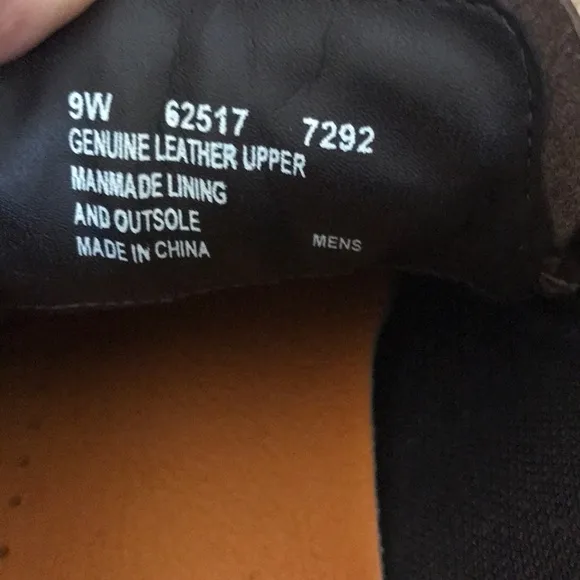 9W 62517 7292
GENUINE LEATHER UPPER
MANMADE LINING
AND OUTSOLE
MADE IN CHINA MENS